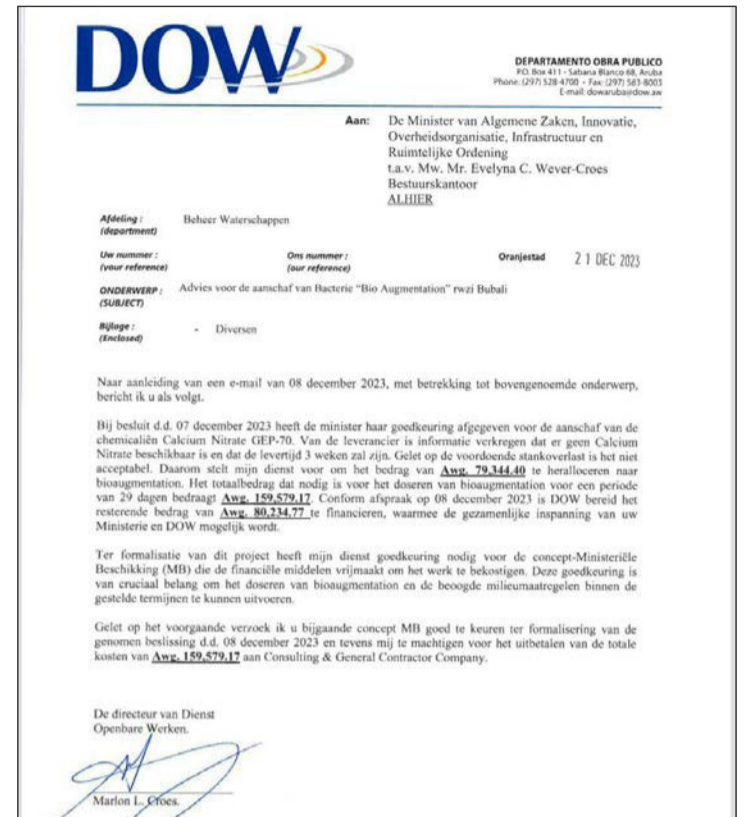 DOW
DEPARTAMENTO OBRA PUBLICO
P.O. Box 411 - Sabana Blanco 68, Aruba
Phone: (297) 528-4700 - Fax: (297) 583-8003
E-mail: dowaruba@dow.aw
Aan: De Minister van Algemene Zaken, Innovatie,
Overheidsorganisatie, Infrastructuur en
Ruimtelijke Ordening
t.a.v. Mw. Mr. Evelyna C. Wever-Croes
Bestuurskantoor
ALHIER
Afdeling : Beheer Waterschappen
(department)
Uw nummer : Ons nummer : Oranjestad 21 DEC 2023
(your reference) (our reference)
ONDERWERP : Advies voor de aanschaf van Bacterie "Bio Augmentation" rwzi Bubali
(SUBJECT)
Bijlage : - Diversen
(Enclosed)
Naar aanleiding van een e-mail van 08 december 2023, met betrekking tot bovengenoemde onderwerp,
bericht ik u als volgt.
Bij besluit d.d. 07 december 2023 heeft de minister haar goedkeuring afgegeven voor de aanschaf van de
chemicaliën Calcium Nitrate GEP-70. Van de leverancier is informatie verkregen dat er geen Calcium
Nitrate beschikbaar is en dat de levertijd 3 weken zal zijn. Gelet op de voordoende stankoverlast is het niet
acceptabel. Daarom stelt mijn dienst voor om het bedrag van Awg. 79,344.40 te heralloceren naar
bioaugmentation. Het totaalbedrag dat nodig is voor het doseren van bioaugmentation voor een periode
van 29 dagen bedraagt Awg. 159,579.17. Conform afspraak op 08 december 2023 is DOW bereid het
resterende bedrag van Awg. 80,234.77 te financieren, waarmee de gezamenlijke inspanning van uw
Ministerie en DOW mogelijk wordt.
Ter formalisatie van dit project heeft mijn dienst goedkeuring nodig voor de concept-Ministeriële
Beschikking (MB) die de financiële middelen vrijmaakt om het werk te bekostigen. Deze goedkeuring is
van cruciaal belang om het doseren van bioaugmentation en de beoogde milieumaatregelen binnen de
gestelde termijnen te kunnen uitvoeren.
Gelet op het voorgaande verzoek ik u bijgaande concept MB goed te keuren ter formalisering van de
genomen beslissing d.d. 08 december 2023 en tevens mij te machtigen voor het uitbetalen van de totale
kosten van Awg. 159,579.17 aan Consulting & General Contractor Company.
De directeur van Dienst
Openbare Werken.
Marlon L. Croes.